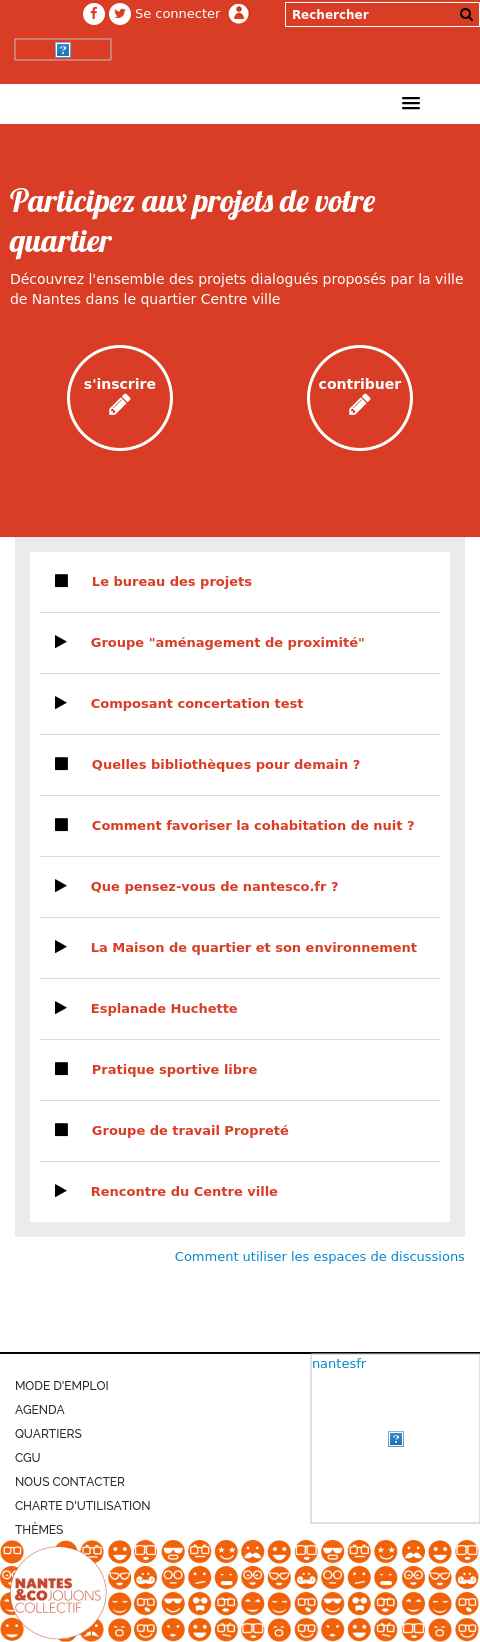 Se connecter
Rechercher
Participez aux projets de votre
quartier
Découvrez l'ensemble des projets dialogués proposés par la ville
de Nantes dans le quartier Centre ville
s'inscrire
contribuer
Le bureau des projets
Groupe "aménagement de proximité"
Composant concertation test
Quelles bibliothèques pour demain ?
Comment favoriser la cohabitation de nuit ?
Que pensez-vous de nantesco.fr ?
La Maison de quartier et son environnement
Esplanade Huchette
Pratique sportive libre
Groupe de travail Propreté
Rencontre du Centre ville
Comment utiliser les espaces de discussions
nantesfr
MODE D'EMPLOI
AGENDA
QUARTIERS
CGU
NOUS CONTACTER
CHARTE D'UTILISATION
THÈMES
NANTES
&COJOUONS
COLLECTIF